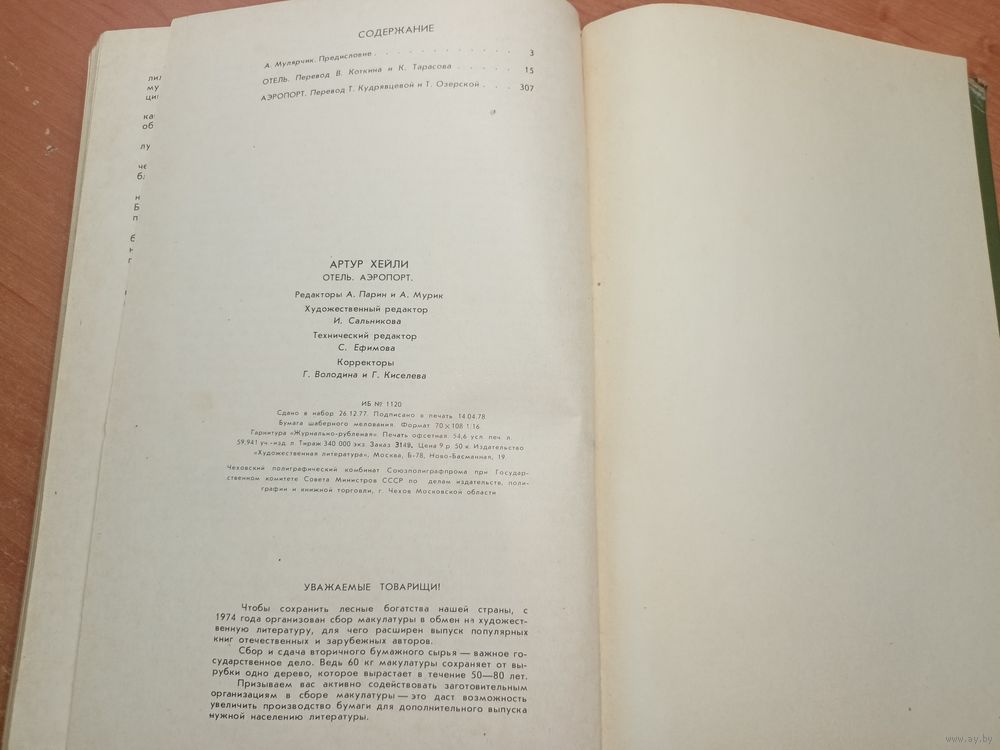 СОДЕРЖАНИЕ
А. Мулярчик. Предисловие . . . . . . . . . . . . 3
ОТЕЛЬ. Перевод В. Коткина и К. Тарасова . . . . . 15
АЭРОПОРТ. Перевод Т. Кудрявцевой и Т. Озерской . . . 307
АРТУР ХЕЙЛИ
ОТЕЛЬ. АЭРОПОРТ.
Редакторы А. Парин и А. Мурик
Художественный редактор
И. Сальникова
Технический редактор
С. Ефимова
Корректоры
Г. Володина и Г. Киселева
ИБ № 1120
Сдано в набор 26.12.77. Подписано в печать 14.04.78.
Бумага шаберного мелования. Формат 70×108 1/16.
Гарнитура «Журнально-рубленая». Печать офсетная. 54,6 усл. печ. л.
59,941 уч.-изд. л. Тираж 340 000 экз. Заказ 3149. Цена 9 р. 50 к. Издательство
«Художественная литература», Москва, Б-78, Ново-Басманная, 19.
Чеховский полиграфический комбинат Союзполиграфпрома при Государ-
ственном комитете Совета Министров СССР по делам издательств, поли-
графии и книжной торговли, г. Чехов Московской области
УВАЖАЕМЫЕ ТОВАРИЩИ!
Чтобы сохранить лесные богатства нашей страны, с
1974 года организован сбор макулатуры в обмен на художест-
венную литературу, для чего расширен выпуск популярных
книг отечественных и зарубежных авторов.
Сбор и сдача вторичного бумажного сырья — важное го-
сударственное дело. Ведь 60 кг макулатуры сохраняет от вы-
рубки одно дерево, которое вырастает в течение 50—80 лет.
Призываем вас активно содействовать заготовительным
организациям в сборе макулатуры — это даст возможность
увеличить производство бумаги для дополнительного выпуска
нужной населению литературы.
www.ay.by